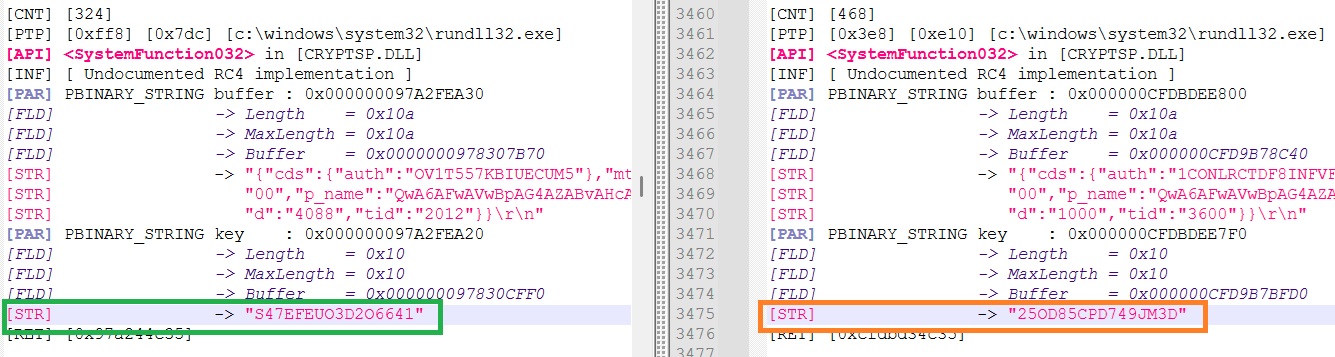 [CNT] [324]
[PTP] [0xff8] [0x7dc] [c:\windows\system32\rundll32.exe]
[API] <SystemFunction032> in [CRYPTSP.DLL]
[INF] [ Undocumented RC4 implementation ]
[PAR] PBINARY_STRING buffer : 0x000000097A2FEA30
[FLD] -> Length = 0x10a
[FLD] -> MaxLength = 0x10a
[FLD] -> Buffer = 0x0000000978307B70
[STR] -> "{"cds":{"auth":"OV1T557KBIUECUM5"},"mt
[STR] "00","p_name":"QwA6AFwAVwBpAG4AZABvAHcA
[STR] "d":"4088","tid":"2012"}}\r\n"
[PAR] PBINARY_STRING key : 0x000000097A2FEA20
[FLD] -> Length = 0x10
[FLD] -> MaxLength = 0x10
[FLD] -> Buffer = 0x000000097830CFF0
[STR] -> "S47EFEUO3D2O6641"
[RET] [0x97a244c35]
3460 [CNT] [468]
3461 [PTP] [0x3e8] [0xe10] [c:\windows\system32\rundll32.exe]
3462 [API] <SystemFunction032> in [CRYPTSP.DLL]
3463 [INF] [ Undocumented RC4 implementation ]
3464 [PAR] PBINARY_STRING buffer : 0x000000CFDBDEE800
3465 [FLD] -> Length = 0x10a
3466 [FLD] -> MaxLength = 0x10a
3467 [FLD] -> Buffer = 0x000000CFD9B78C40
3468 [STR] -> "{"cds":{"auth":"1CONLRCTDF8INFVF
3469 [STR] "00","p_name":"QwA6AFwAVwBpAG4AZA
3470 [STR] "d":"1000","tid":"3600"}}\r\n"
3471 [PAR] PBINARY_STRING key : 0x000000CFDBDEE7F0
3472 [FLD] -> Length = 0x10
3473 [FLD] -> MaxLength = 0x10
3474 [FLD] -> Buffer = 0x000000CFD9B7BFD0
3475 [STR] -> "25OD85CPD749JM3D"
3476 [RET] [0xcfdbd34c35]
3477